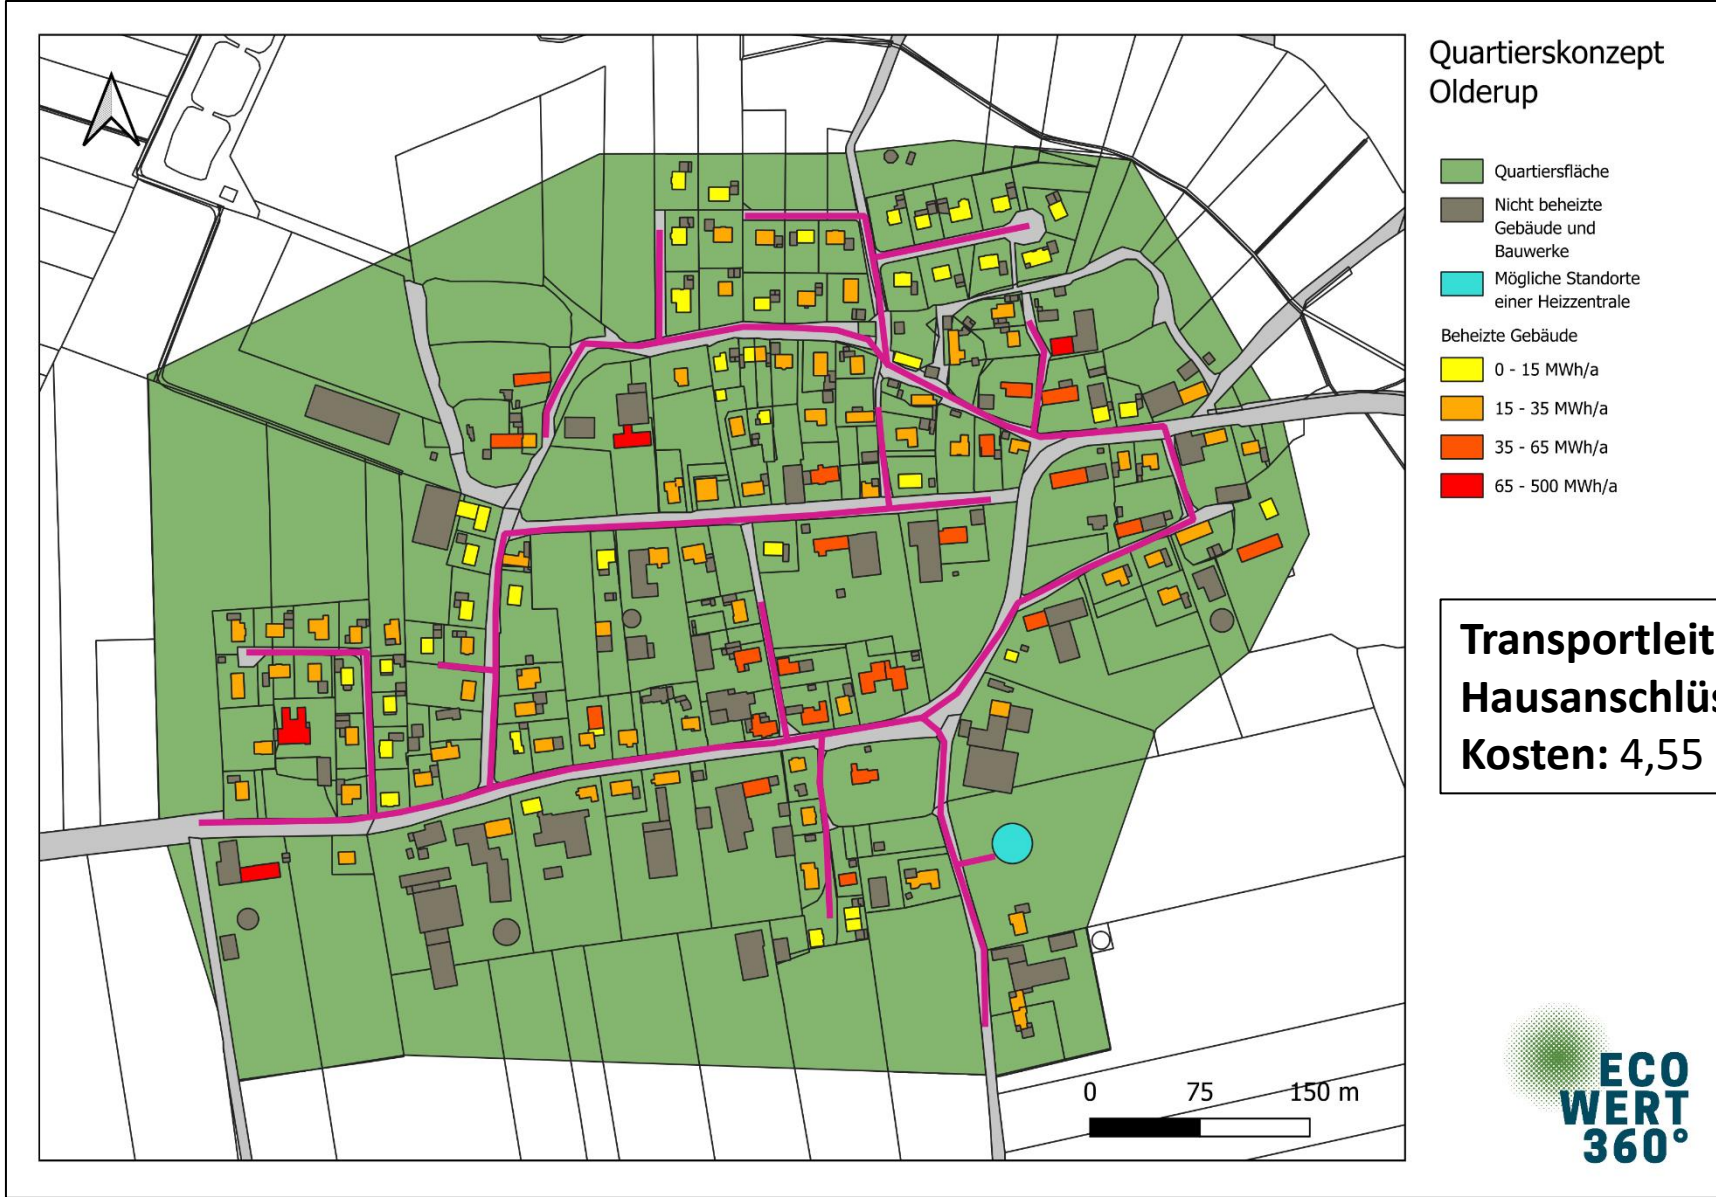 Quartierskonzept
Olderup
Quartiersfläche
Nicht beheizte
Gebäude und
Bauwerke
Mögliche Standorte
einer Heizzentrale
Beheizte Gebäude
0 - 15 MWh/a
15 - 35 MWh/a
35 - 65 MWh/a
65 - 500 MWh/a
Transportleit
Hausanschlüs
Kosten: 4,55
0 75 150 m
ECO
WERT
360°